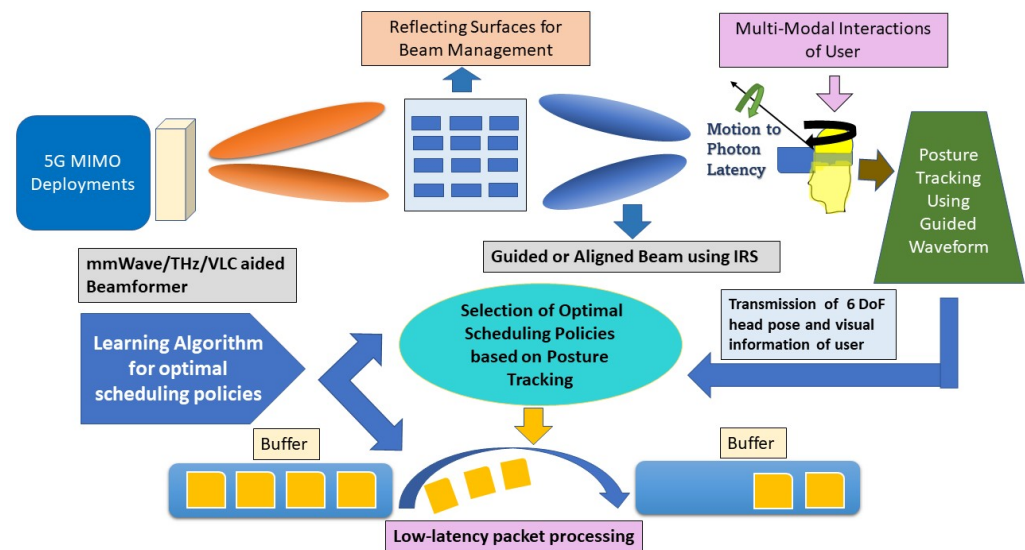 Reflecting Surfaces for
Beam Management
Multi-Modal Interactions
of User
5G MIMO
Deployments
Motion to
Photon
Latency
Posture
Tracking
Using
Guided
Waveform
mmWave/THz/VLC aided
Beamformer
Guided or Aligned Beam using IRS
Learning Algorithm
for optimal
scheduling policies
Selection of Optimal
Scheduling Policies
based on Posture
Tracking
Transmission of 6 DoF
head pose and visual
information of user
Buffer
Buffer
Low-latency packet processing